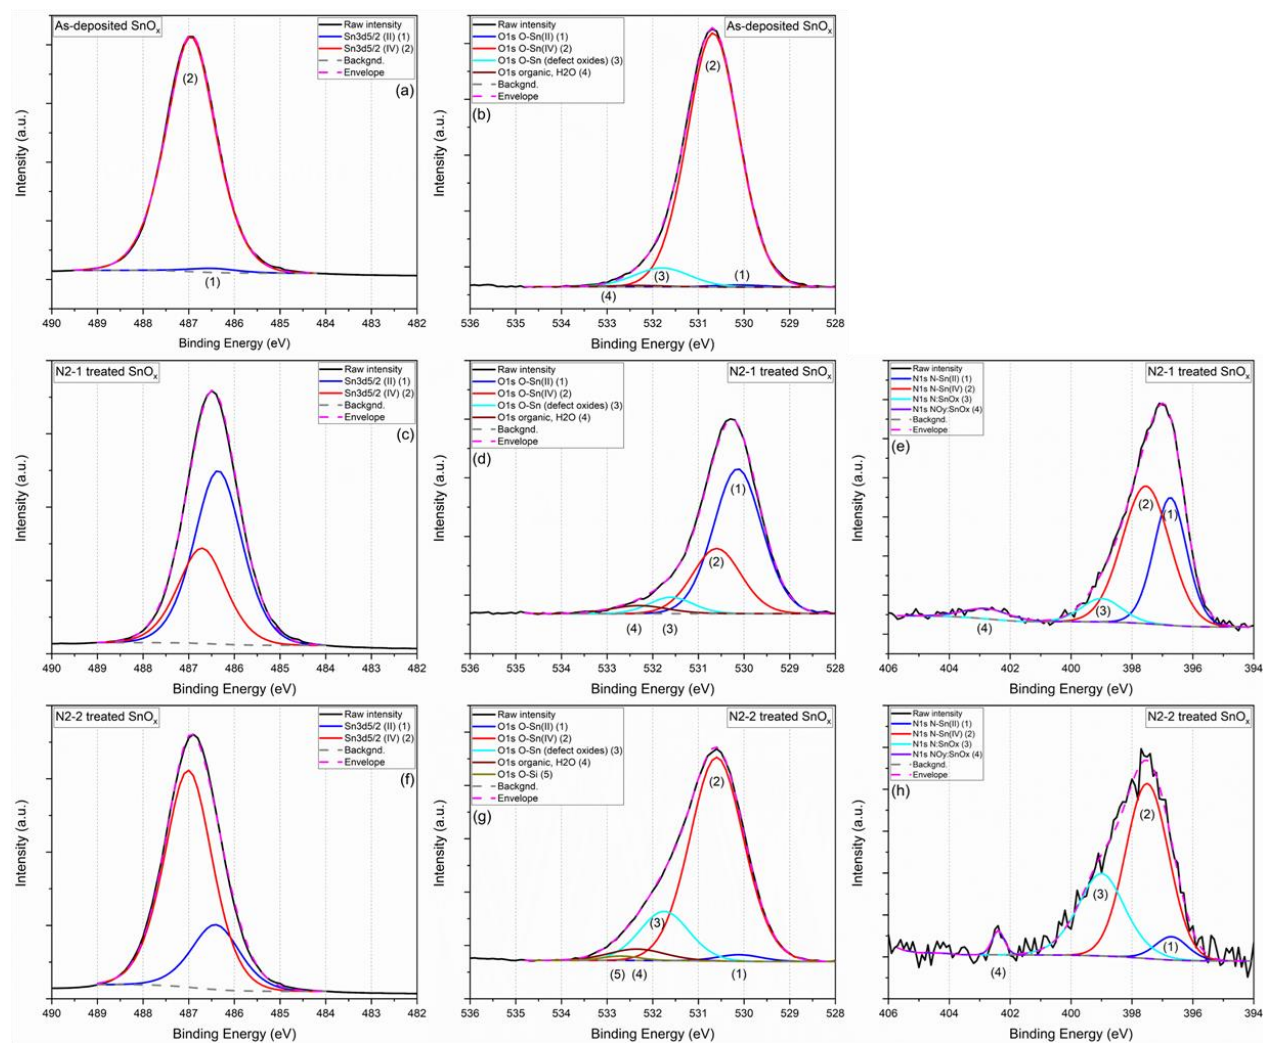 As-deposited SnOx
Raw intensity
Sn3d5/2 (II) (1)
Sn3d5/2 (IV) (2)
Backgnd.
Envelope
(a)
(2)
(1)
Intensity (a.u.)
490 489 488 487 486 485 484 483 482
Binding Energy (eV)
Raw intensity
O1s O-Sn(II) (1)
O1s O-Sn(IV) (2)
O1s O-Sn (defect oxides) (3)
O1s organic, H2O (4)
Backgnd.
Envelope
As-deposited SnOx
(b)
(2)
(3)
(1)
(4)
Intensity (a.u.)
536 535 534 533 532 531 530 529 528
Binding Energy (eV)
N2-1 treated SnOx
Raw intensity
Sn3d5/2 (II) (1)
Sn3d5/2 (IV) (2)
Backgnd.
Envelope
(c)
Intensity (a.u.)
490 489 488 487 486 485 484 483 482
Binding Energy (eV)
Raw intensity
O1s O-Sn(II) (1)
O1s O-Sn(IV) (2)
O1s O-Sn (defect oxides) (3)
O1s organic, H2O (4)
Backgnd.
Envelope
N2-1 treated SnOx
(d)
(1)
(2)
(4) (3)
Intensity (a.u.)
536 535 534 533 532 531 530 529 528
Binding Energy (eV)
Raw intensity
N1s N-Sn(II) (1)
N1s N-Sn(IV) (2)
N1s N:SnOx (3)
N1s NOy:SnOx (4)
Backgnd.
Envelope
N2-1 treated SnOx
(e)
(2)
(1)
(3)
(4)
Intensity (a.u.)
406 404 402 400 398 396 394
Binding Energy (eV)
N2-2 treated SnOx
Raw intensity
Sn3d5/2 (II) (1)
Sn3d5/2 (IV) (2)
Backgnd.
Envelope
(f)
Intensity (a.u.)
490 489 488 487 486 485 484 483 482
Binding Energy (eV)
Raw intensity
O1s O-Sn(II) (1)
O1s O-Sn(IV) (2)
O1s O-Sn (defect oxides) (3)
O1s organic, H2O (4)
O1s O-Si (5)
Backgnd.
Envelope
N2-2 treated SnOx
(g)
(2)
(3)
(5) (4) (1)
Intensity (a.u.)
536 535 534 533 532 531 530 529 528
Binding Energy (eV)
Raw intensity
N1s N-Sn(II) (1)
N1s N-Sn(IV) (2)
N1s N:SnOx (3)
N1s NOy:SnOx (4)
Backgnd.
Envelope
N2-2 treated SnOx
(h)
(2)
(3)
(1)
(4)
Intensity (a.u.)
406 404 402 400 398 396 394
Binding Energy (eV)